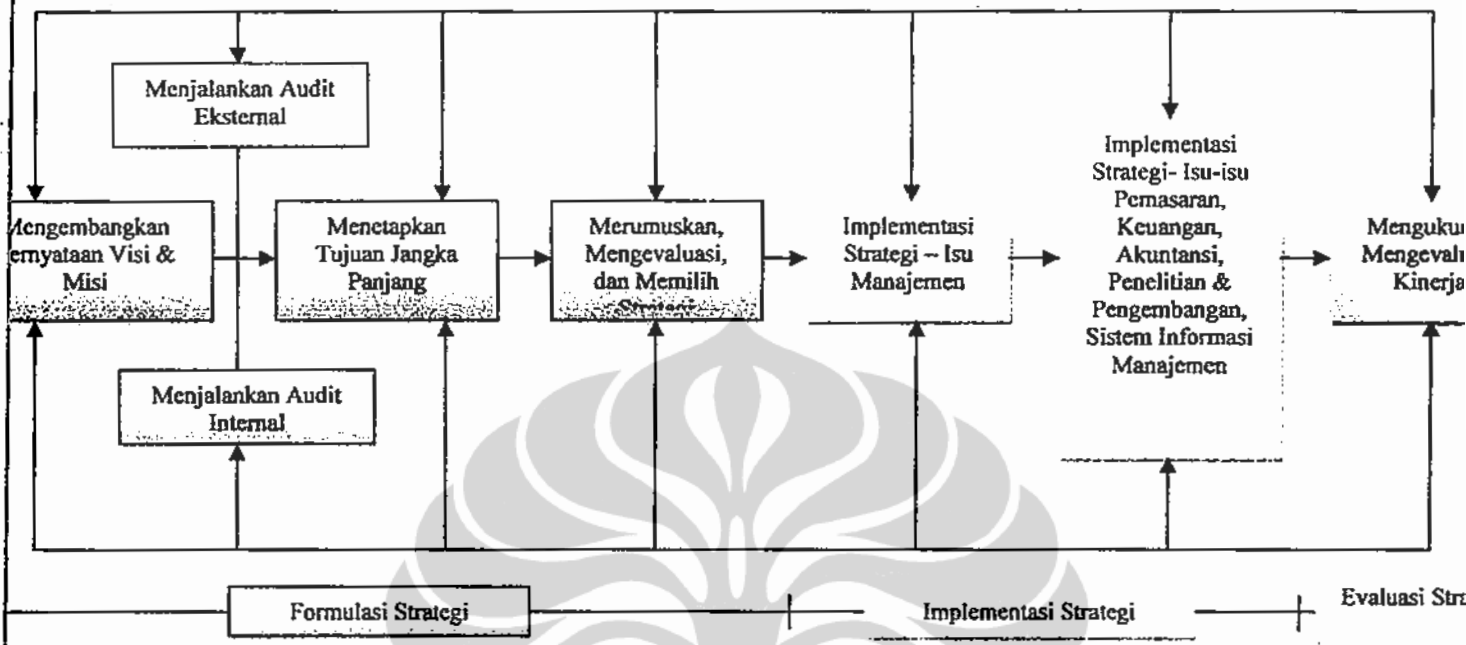 Menjalankan Audit
Eksternal
Mengembangkan
ernyataan Visi &
Misi
Menjalankan Audit
Internal
Menetapkan
Tujuan Jangka
Panjang
Merumuskan,
Mengevaluasi,
dan Memilih
Strategi
Implementasi
Strategi – Isu
Manajemen
Implementasi
Strategi- Isu-isu
Pemasaran,
Keuangan,
Akuntansi,
Penelitian &
Pengembangan,
Sistem Informasi
Manajemen
Mengukur
Mengevalu
Kinerja
Formulasi Strategi
Implementasi Strategi
Evaluasi Stra